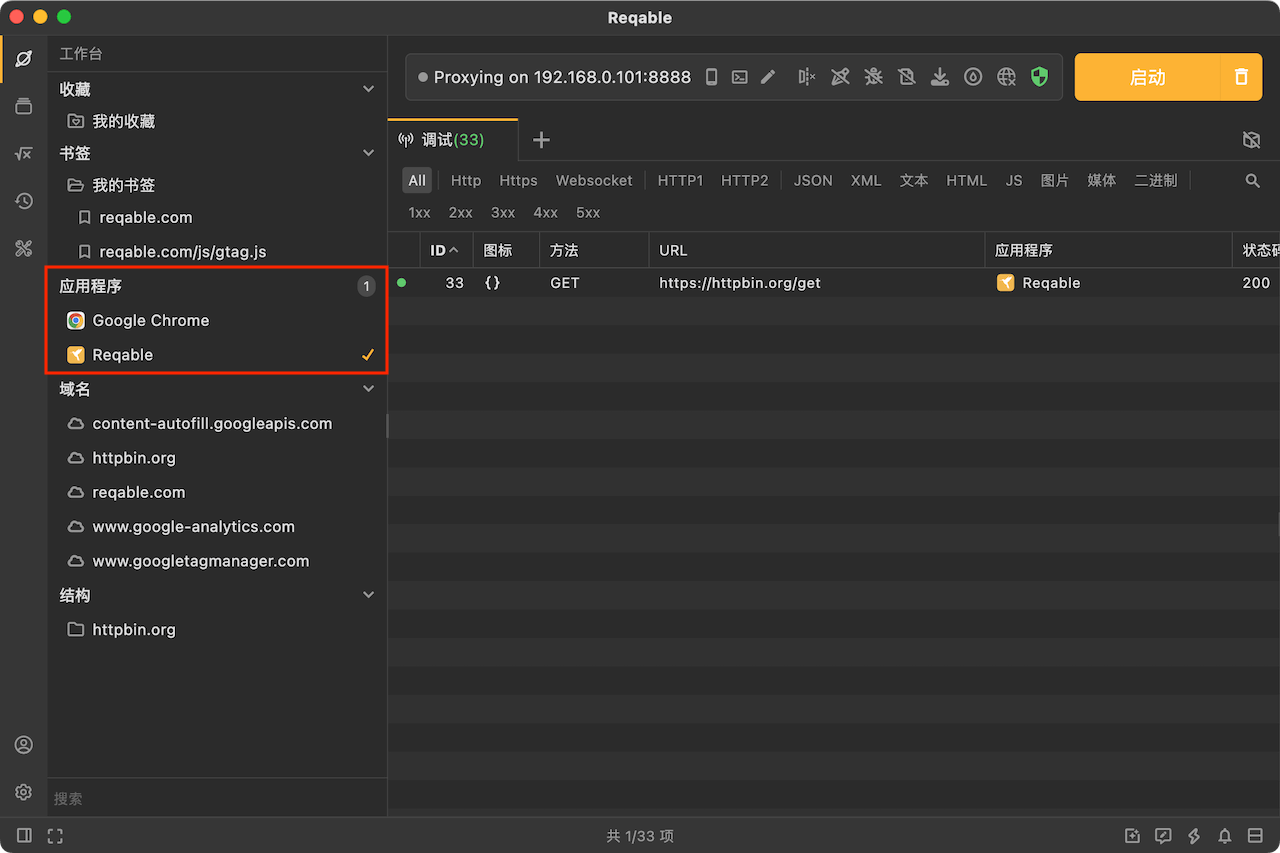 Reqable
工作台
收藏
我的收藏
书签
我的书签
reqable.com
reqable.com/js/gtag.js
应用程序 1
Google Chrome
Reqable
域名
content-autofill.googleapis.com
httpbin.org
reqable.com
www.google-analytics.com
www.googletagmanager.com
结构
httpbin.org
搜索
Proxying on 192.168.0.101:8888
启动
调试(33)
All Http Https Websocket HTTP1 HTTP2 JSON XML 文本 HTML JS 图片 媒体 二进制
1xx 2xx 3xx 4xx 5xx
ID 图标 方法 URL 应用程序 状态码
33 {} GET https://httpbin.org/get Reqable 200
共 1/33 项